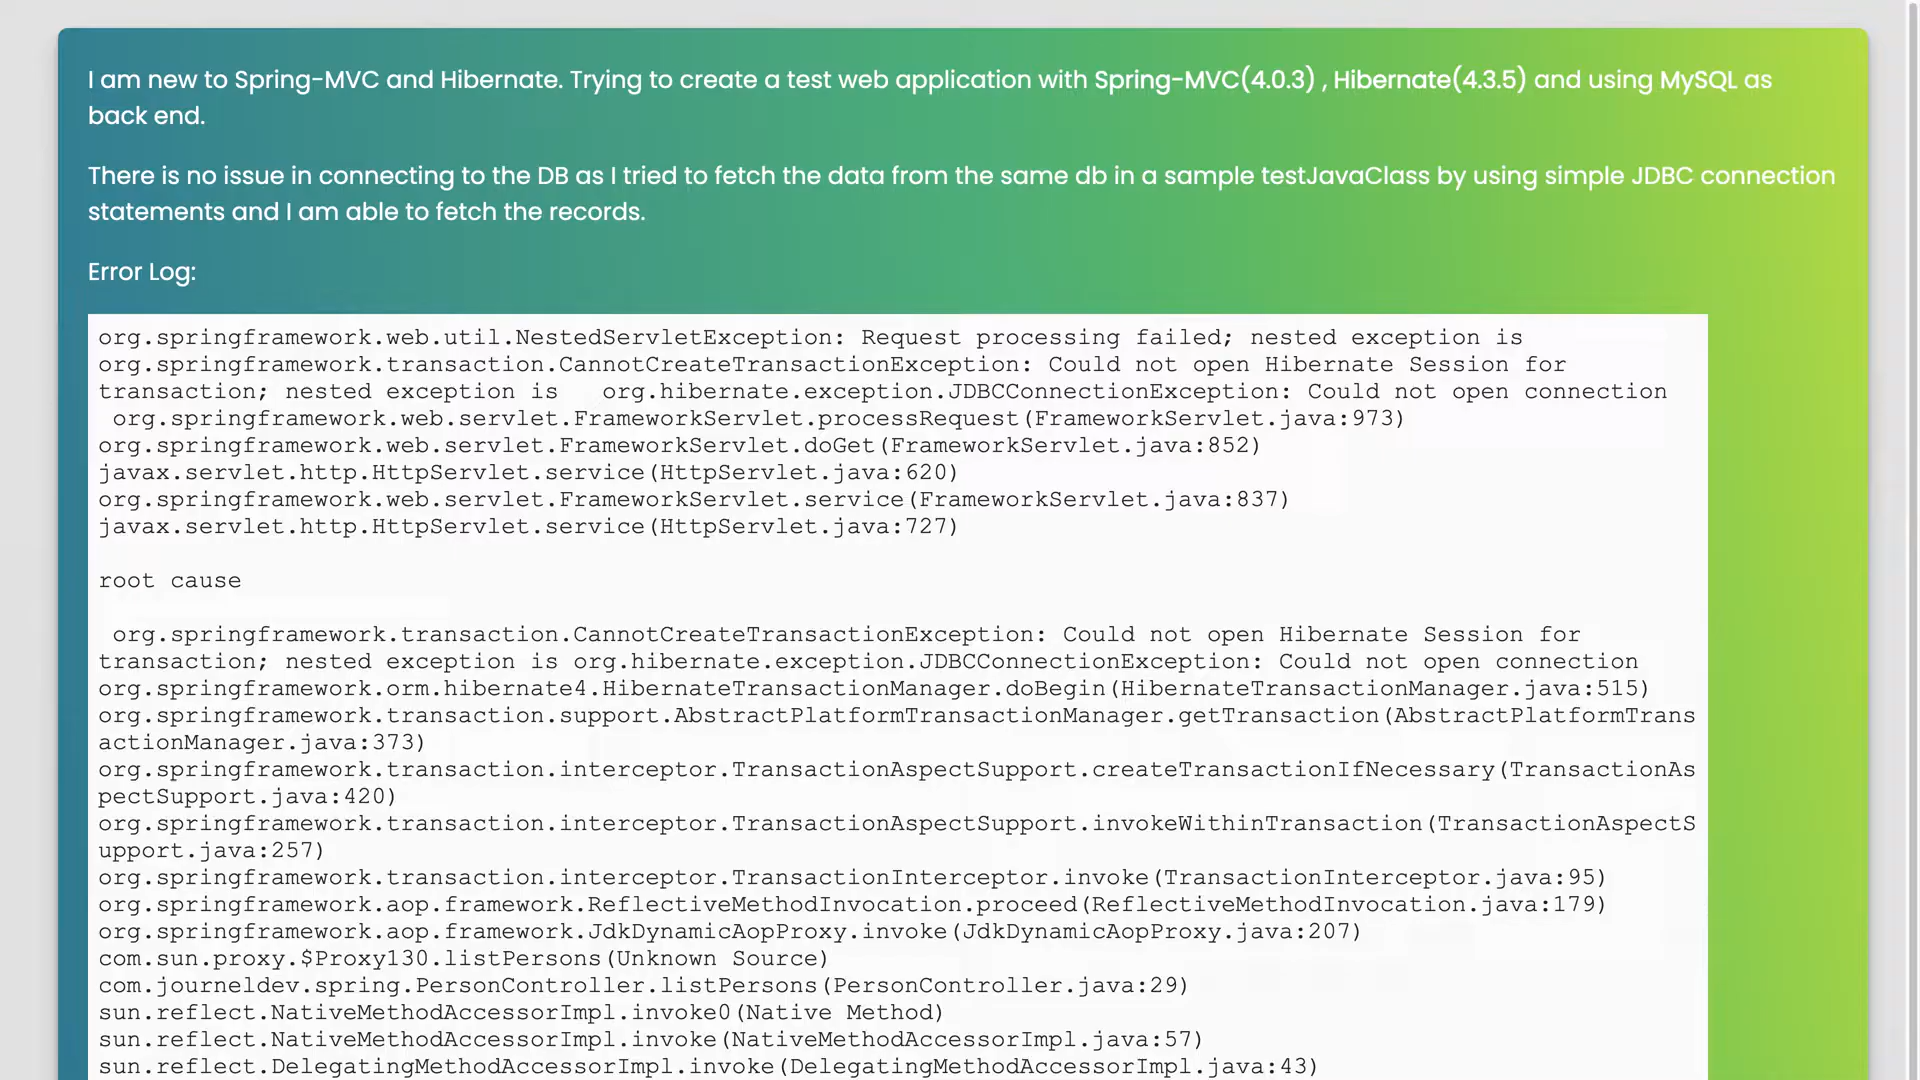 I am new to Spring-MVC and Hibernate. Trying to create a test web application with Spring-MVC(4.0.3) , Hibernate(4.3.5) and using MySQL as
back end.
There is no issue in connecting to the DB as I tried to fetch the data from the same db in a sample testJavaClass by using simple JDBC connection
statements and I am able to fetch the records.
Error Log:
org.springframework.web.util.NestedServletException: Request processing failed; nested exception is
org.springframework.transaction.CannotCreateTransactionException: Could not open Hibernate Session for
transaction; nested exception is   org.hibernate.exception.JDBCConnectionException: Could not open connection
 org.springframework.web.servlet.FrameworkServlet.processRequest(FrameworkServlet.java:973)
org.springframework.web.servlet.FrameworkServlet.doGet(FrameworkServlet.java:852)
javax.servlet.http.HttpServlet.service(HttpServlet.java:620)
org.springframework.web.servlet.FrameworkServlet.service(FrameworkServlet.java:837)
javax.servlet.http.HttpServlet.service(HttpServlet.java:727)
root cause
 org.springframework.transaction.CannotCreateTransactionException: Could not open Hibernate Session for
transaction; nested exception is org.hibernate.exception.JDBCConnectionException: Could not open connection
org.springframework.orm.hibernate4.HibernateTransactionManager.doBegin(HibernateTransactionManager.java:515)
org.springframework.transaction.support.AbstractPlatformTransactionManager.getTransaction(AbstractPlatformTrans
actionManager.java:373)
org.springframework.transaction.interceptor.TransactionAspectSupport.createTransactionIfNecessary(TransactionAs
pectSupport.java:420)
org.springframework.transaction.interceptor.TransactionAspectSupport.invokeWithinTransaction(TransactionAspectS
upport.java:257)
org.springframework.transaction.interceptor.TransactionInterceptor.invoke(TransactionInterceptor.java:95)
org.springframework.aop.framework.ReflectiveMethodInvocation.proceed(ReflectiveMethodInvocation.java:179)
org.springframework.aop.framework.JdkDynamicAopProxy.invoke(JdkDynamicAopProxy.java:207)
com.sun.proxy.$Proxy130.listPersons(Unknown Source)
com.journeldev.spring.PersonController.listPersons(PersonController.java:29)
sun.reflect.NativeMethodAccessorImpl.invoke0(Native Method)
sun.reflect.NativeMethodAccessorImpl.invoke(NativeMethodAccessorImpl.java:57)
sun.reflect.DelegatingMethodAccessorImpl.invoke(DelegatingMethodAccessorImpl.java:43)